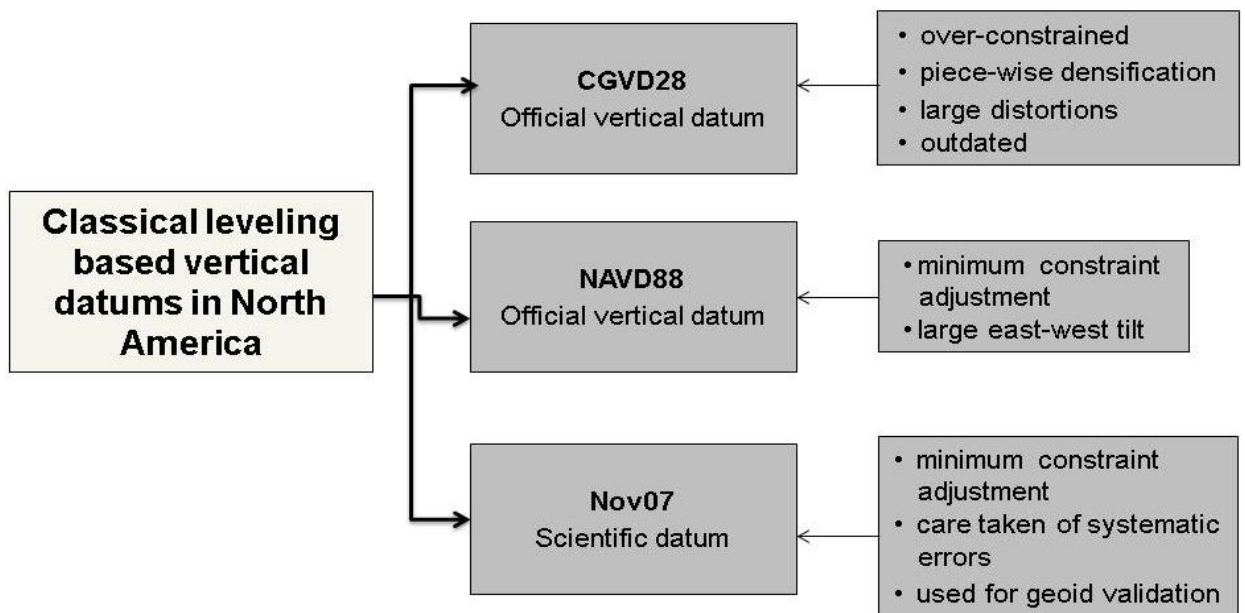 Classical leveling
based vertical
datums in North
America
CGVD28
Official vertical datum
• over-constrained
• piece-wise densification
• large distortions
• outdated
NAVD88
Official vertical datum
• minimum constraint
adjustment
• large east-west tilt
Nov07
Scientific datum
• minimum constraint
adjustment
• care taken of systematic
errors
• used for geoid validation